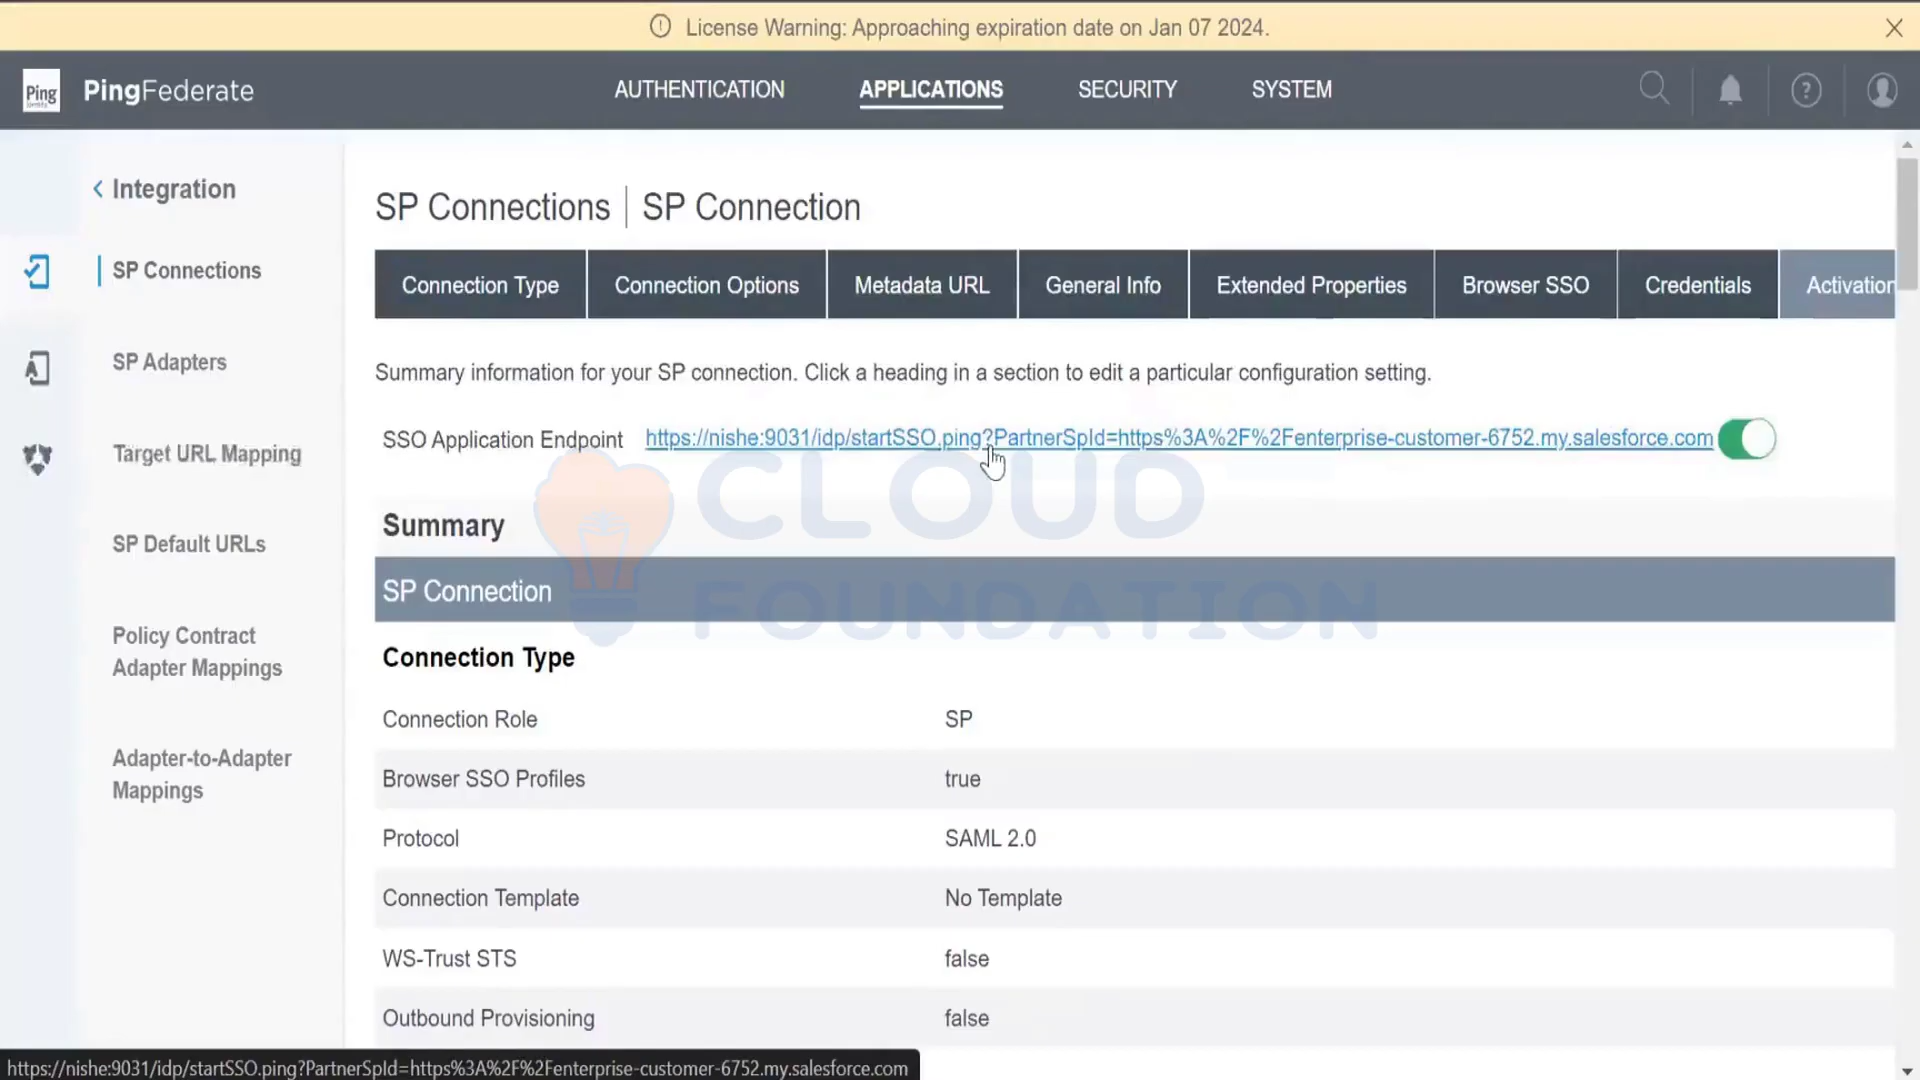 License Warning: Approaching expiration date on Jan 07 2024.
Ping
Identity
PingFederate
AUTHENTICATION
APPLICATIONS
SECURITY
SYSTEM
Integration
SP Connections
SP Adapters
Target URL Mapping
SP Default URLs
Policy Contract
Adapter Mappings
Adapter-to-Adapter
Mappings
SP Connections | SP Connection
Connection Type
Connection Options
Metadata URL
General Info
Extended Properties
Browser SSO
Credentials
Activation
Summary information for your SP connection. Click a heading in a section to edit a particular configuration setting.
SSO Application Endpoint https://nishe:9031/idp/startSSO.ping?PartnerSpId=https%3A%2F%2Fenterprise-customer-6752.my.salesforce.com
CLOUD
FOUNDATION
Summary
SP Connection
Connection Type
Connection Role SP
Browser SSO Profiles true
Protocol SAML 2.0
Connection Template No Template
WS-Trust STS false
Outbound Provisioning false
https://nishe:9031/idp/startSSO.ping?PartnerSpId=https%3A%2F%2Fenterprise-customer-6752.my.salesforce.com